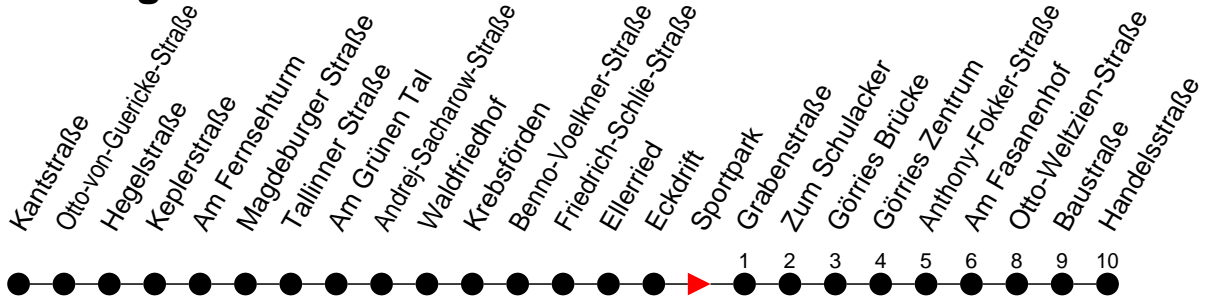 Kantstraße
Otto-von-Guericke-Straße
Hegelstraße
Keplerstraße
Am Fernsehturm
Magdeburger Straße
Tallinner Straße
Am Grünen Tal
Andrej-Sacharow-Straße
Waldfriedhof
Krebsförden
Benno-Voelkner-Straße
Friedrich-Schlie-Straße
Ellerried
Eckdrift
Sportpark
Grabenstraße
Zum Schulacker
Görries Brücke
Görries Zentrum
Anthony-Fokker-Straße
Am Fasanenhof
Otto-Weltzien-Straße
Baustraße
Handelsstraße
1 2 3 4 5 6 8 9 10